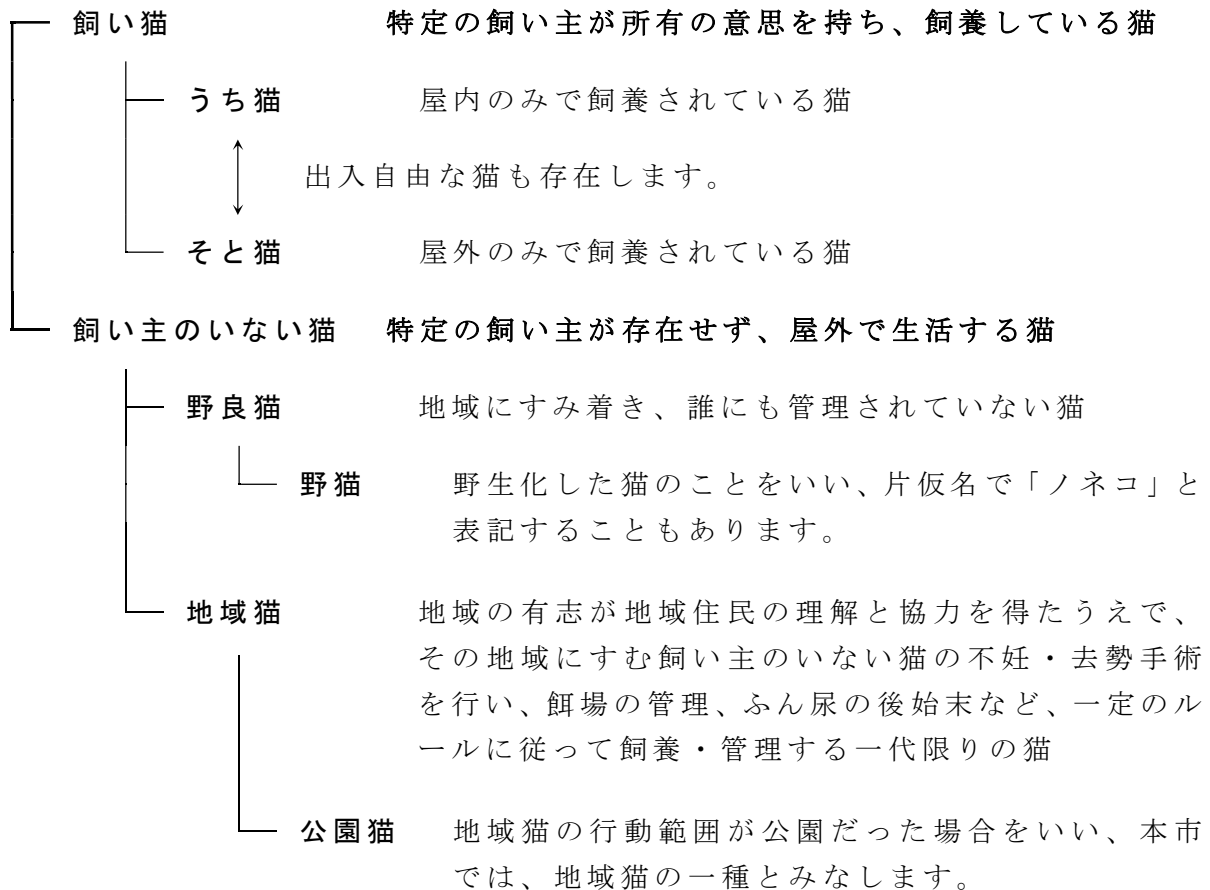 飼い猫 特定の飼い主が所有の意思を持ち、飼養している猫
うち猫 屋内のみで飼養されている猫
出入自由な猫も存在します。
そと猫 屋外のみで飼養されている猫
飼い主のいない猫 特定の飼い主が存在せず、屋外で生活する猫
野良猫 地域にすみ着き、誰にも管理されていない猫
野猫 野生化した猫のことをいい、片仮名で「ノネコ」と
表記することもあります。
地域猫 地域の有志が地域住民の理解と協力を得たうえで、
その地域にすむ飼い主のいない猫の不妊・去勢手術
を行い、餌場の管理、ふん尿の後始末など、一定のル
ールに従って飼養・管理する一代限りの猫
公園猫 地域猫の行動範囲が公園だった場合をいい、本市
では、地域猫の一種とみなします。